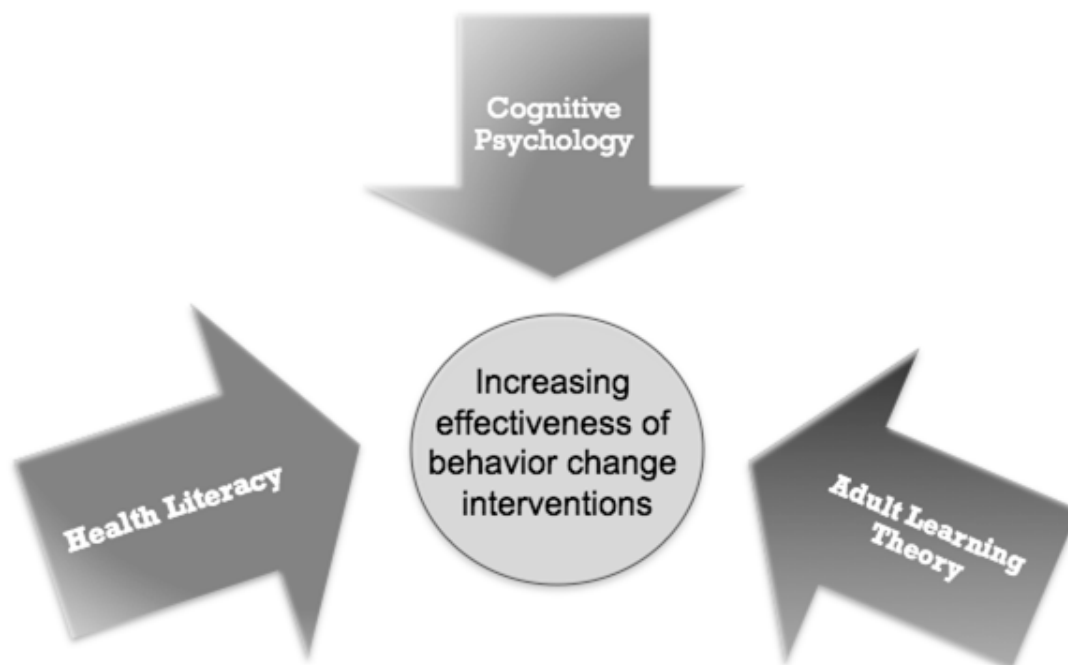 Cognitive
Psychology
Increasing
effectiveness of
behavior change
interventions
Health Literacy
Adult Learning
Theory